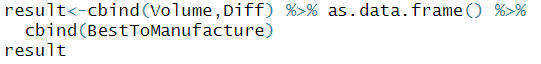 result<-cbind(Volume,Diff) %>% as.data.frame() %>%
  cbind(BestToManufacture)
result